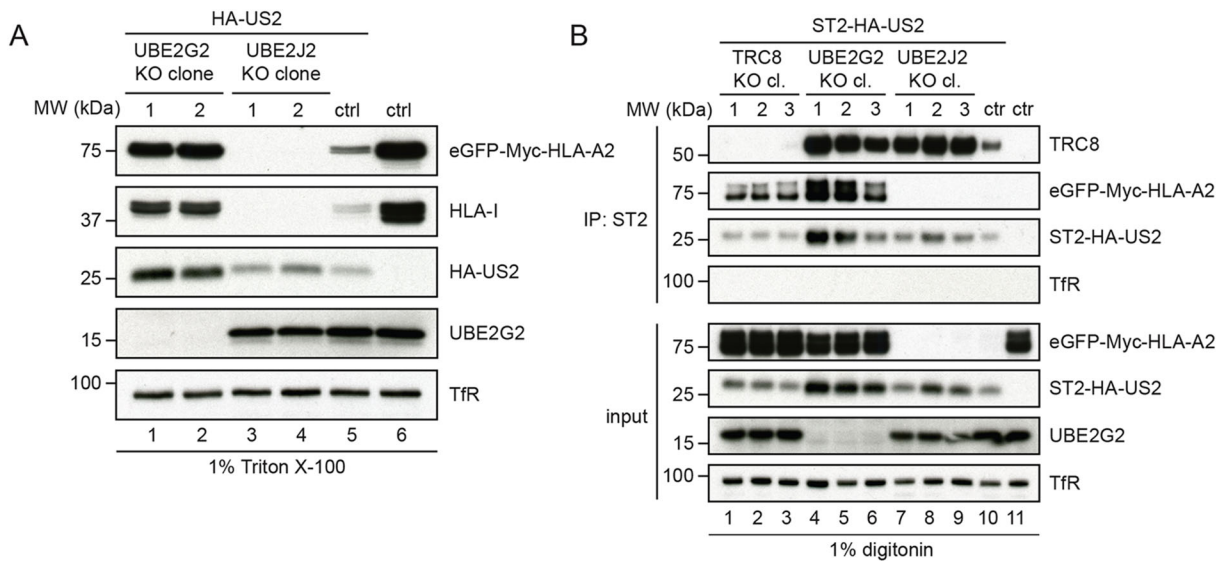 A
HA-US2
UBE2G2 UBE2J2
KO clone KO clone
MW (kDa) 1 2 1 2 ctrl ctrl
75 eGFP-Myc-HLA-A2
37 HLA-I
25 HA-US2
15 UBE2G2
100 TfR
1 2 3 4 5 6
1% Triton X-100
B
ST2-HA-US2
TRC8 UBE2G2 UBE2J2
KO cl. KO cl. KO cl.
MW (kDa) 1 2 3 1 2 3 1 2 3 ctr ctr
IP: ST2
50 TRC8
75 eGFP-Myc-HLA-A2
25 ST2-HA-US2
100 TfR
input
75 eGFP-Myc-HLA-A2
25 ST2-HA-US2
15 UBE2G2
100 TfR
1 2 3 4 5 6 7 8 9 10 11
1% digitonin